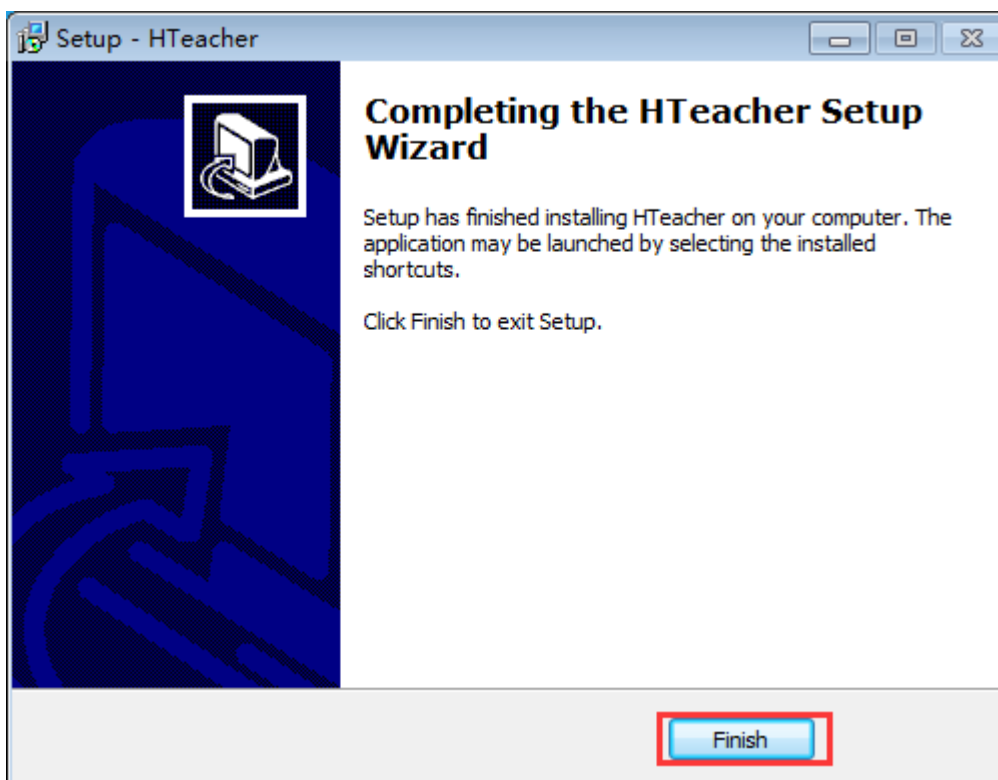 Setup - HTeacher
Completing the HTeacher Setup
Wizard
Setup has finished installing HTeacher on your computer. The
application may be launched by selecting the installed
shortcuts.
Click Finish to exit Setup.
Finish